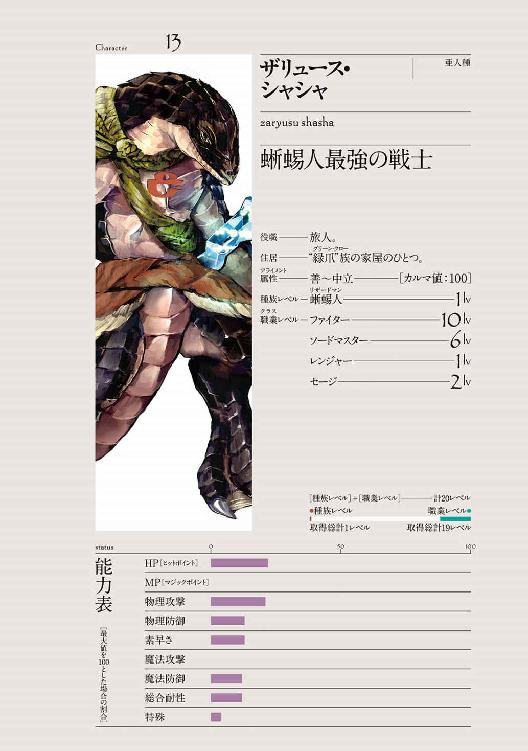 Character 13
ザリュース・
シャシャ
亜人種
zaryusu shasha
蜥蜴人最強の戦士
役職――旅人。
グリーン・クロー
住居――“緑爪”族の家屋のひとつ。
アライメント
属性――善〜中立――[カルマ値:100]
リザードマン
種族レベル―蜥蜴人――1lv
クラス
職業レベル―ファイター――10lv
ソードマスター――6lv
レンジャー――1lv
セージ――2lv
[種族レベル]+[職業レベル]――計20レベル
●種族レベル 職業レベル●
取得総計1レベル 取得総計19レベル
status 0 50 100
能力表
[最大値を100とした場合の割合]
HP[ヒットポイント]
MP[マジックポイント]
物理攻撃
物理防御
素早さ
魔法攻撃
魔法防御
総合耐性
特殊